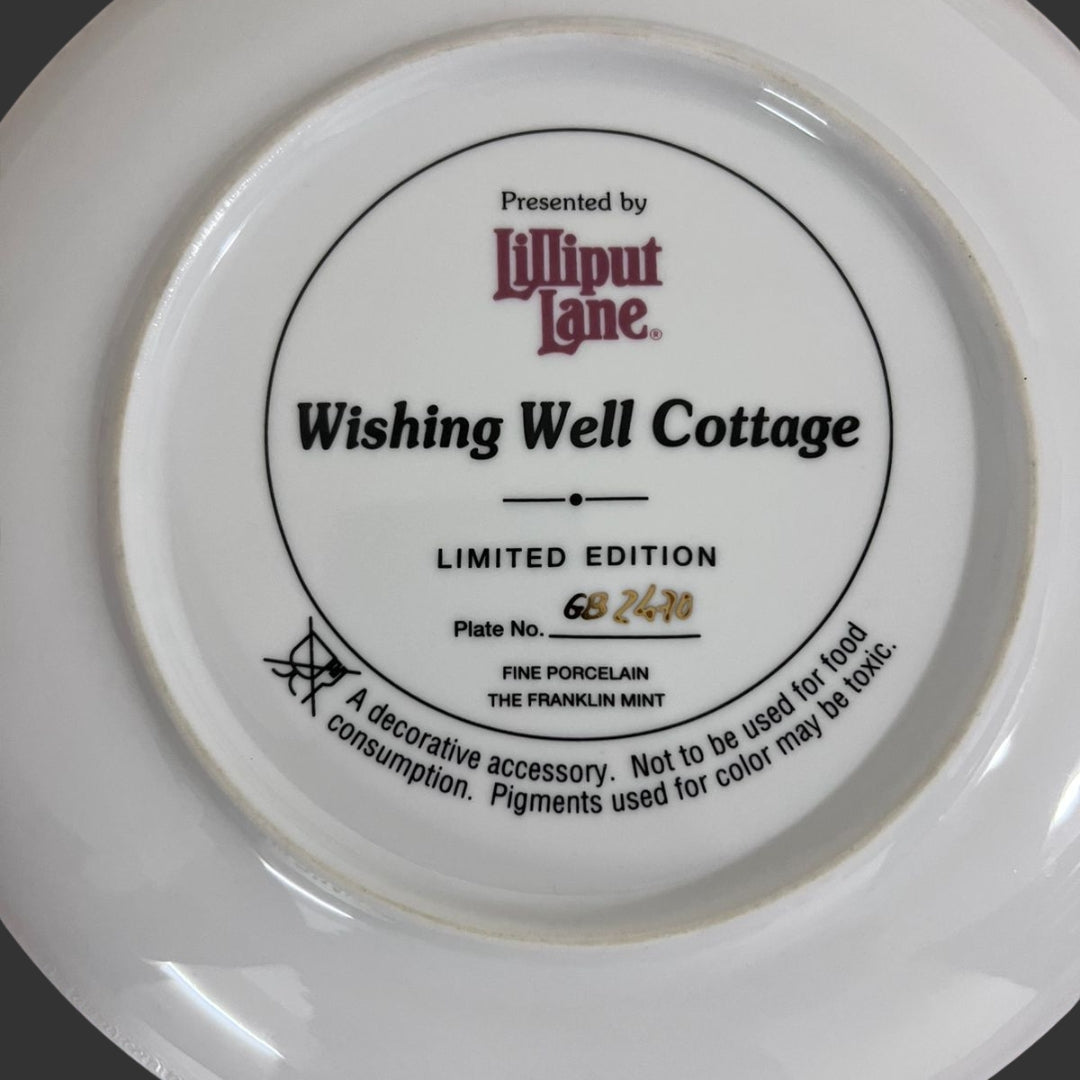 Presented by
Lilliput
Lane®
Wishing Well Cottage
LIMITED EDITION
Plate No. GB 2470
FINE PORCELAIN
THE FRANKLIN MINT
A decorative accessory. Not to be used for food
consumption. Pigments used for color may be toxic.